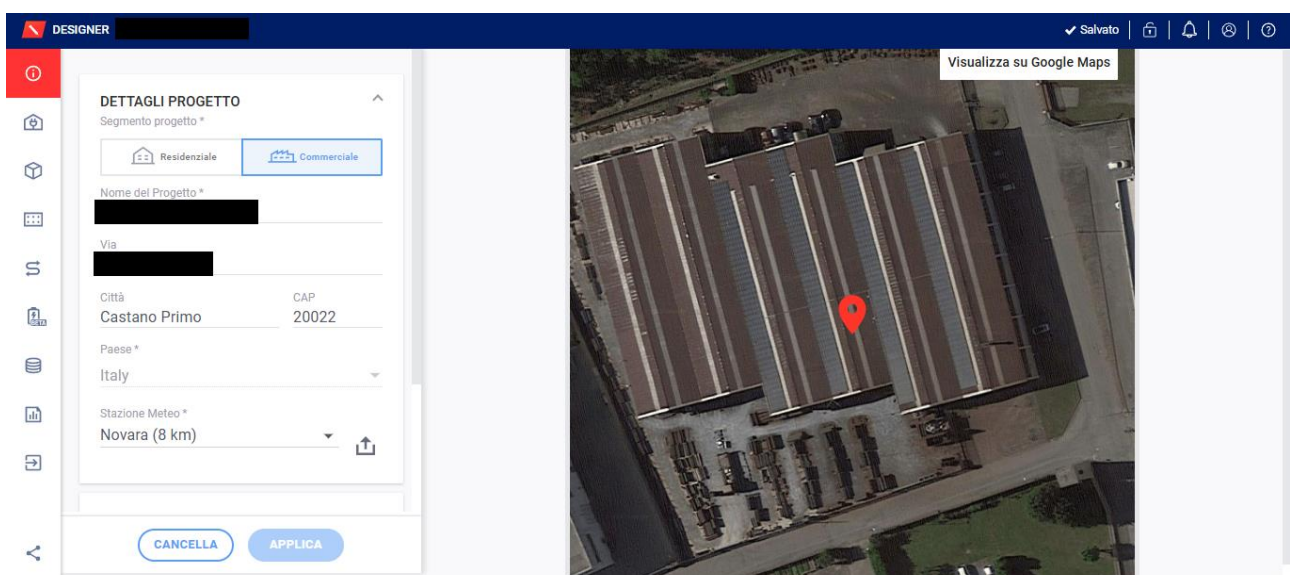 DESIGNER
Salvato
Visualizza su Google Maps
DETTAGLI PROGETTO
Segmento progetto *
Residenziale
Commerciale
Nome del Progetto *
Via
Città CAP
Castano Primo 20022
Paese *
Italy
Stazione Meteo *
Novara (8 km)
CANCELLA APPLICA